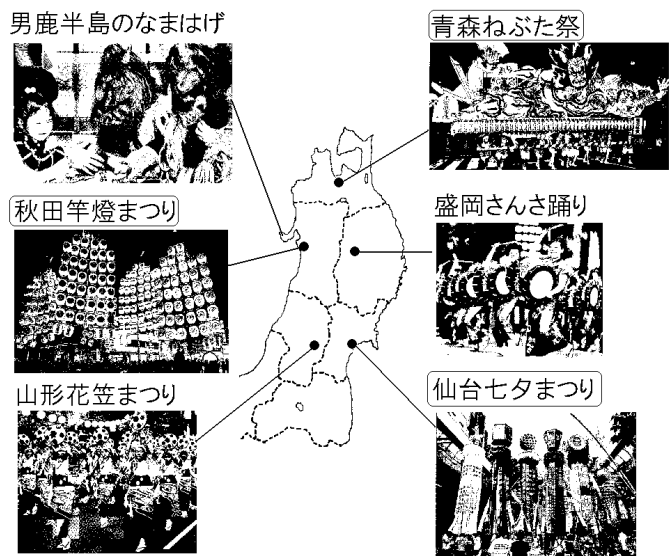 男鹿半島のなまはげ
青森ねぶた祭
秋田竿燈まつり
盛岡さんさ踊り
山形花笠まつり
仙台七夕まつり